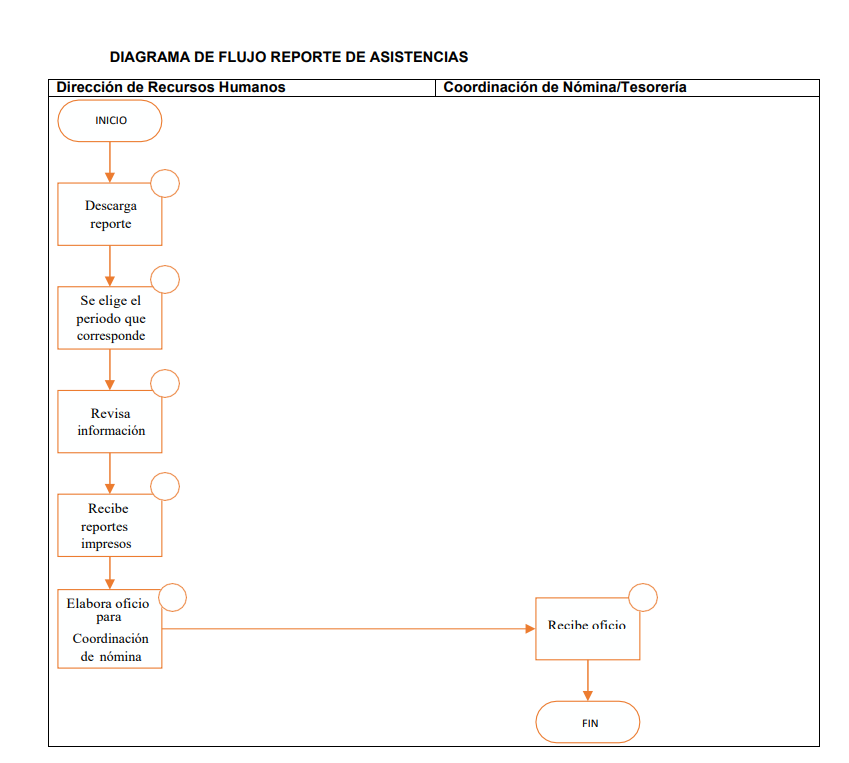 DIAGRAMA DE FLUJO REPORTE DE ASISTENCIAS
Dirección de Recursos Humanos
Coordinación de Nómina/Tesorería
INICIO
Descarga
reporte
Se elige el
periodo que
corresponde
Revisa
información
Recibe
reportes
impresos
Elabora oficio
para
Coordinación
de nómina
Recibe oficio
FIN